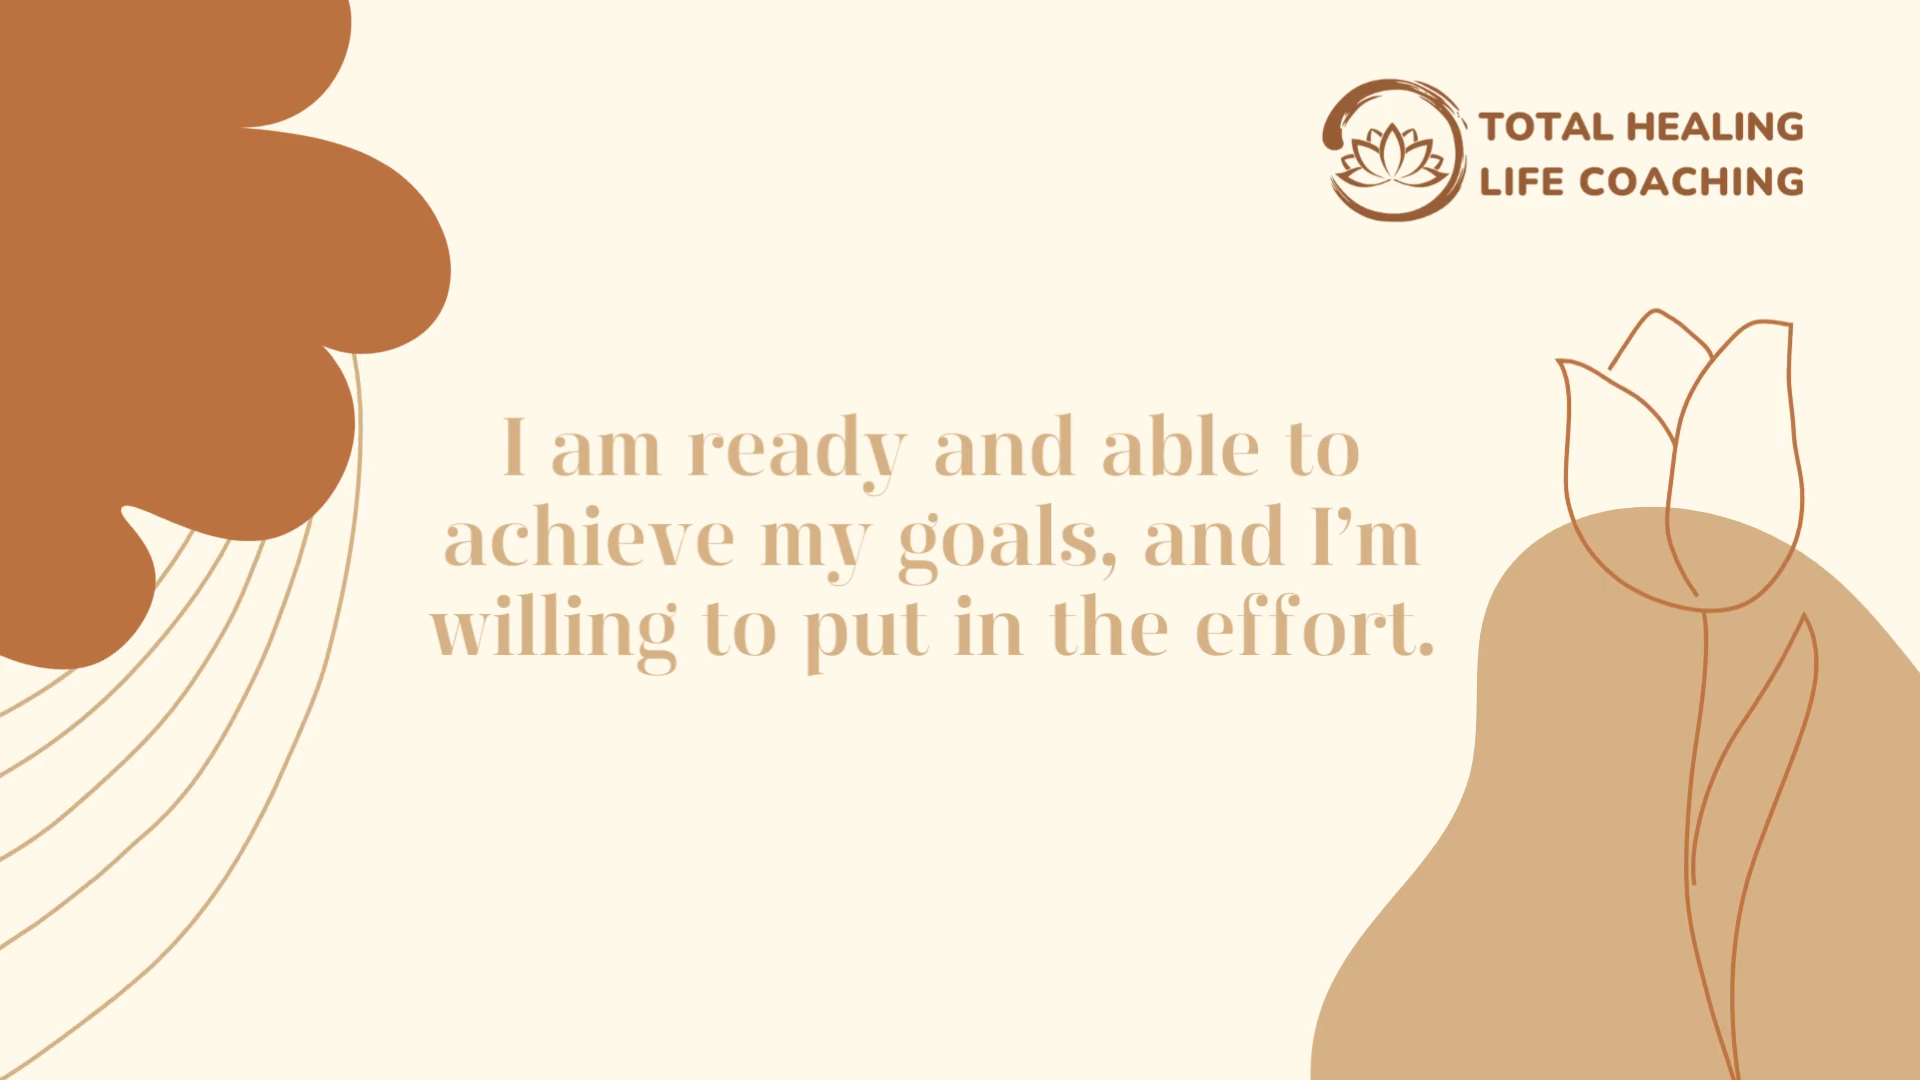 TOTAL HEALING
LIFE COACHING
I am ready and able to
achieve my goals, and I’m
willing to put in the effort.